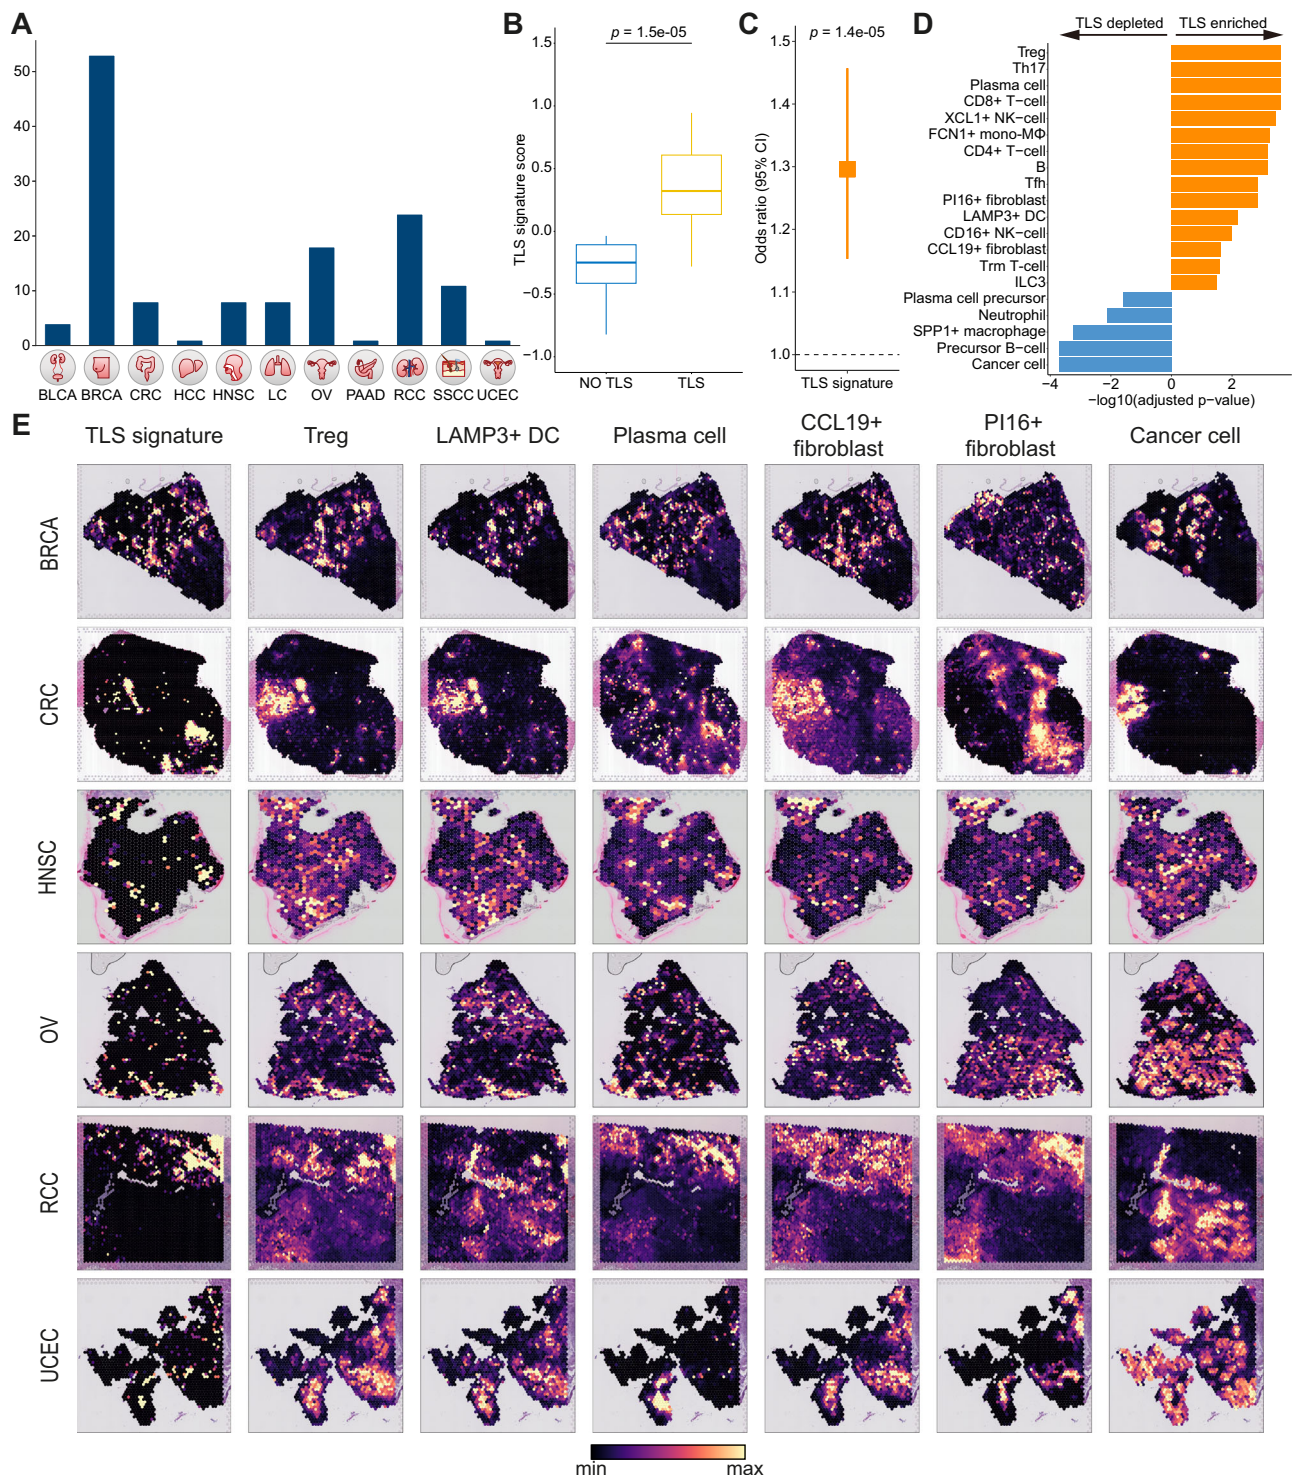 A
50
40
30
20
10
0
BLCA BRCA CRC HCC HNSC LC OV PAAD RCC SSCC UCEC
B
p = 1.5e-05
TLS signature score
1.5
1.0
0.5
0.0
−0.5
−1.0
NO TLS
TLS
C
p = 1.4e-05
Odds ratio (95% CI)
1.5
1.4
1.3
1.2
1.1
1.0
TLS signature
D
TLS depleted
TLS enriched
Treg
Th17
Plasma cell
CD8+ T−cell
XCL1+ NK−cell
FCN1+ mono-MΦ
CD4+ T−cell
B
Tfh
PI16+ fibroblast
LAMP3+ DC
CD16+ NK−cell
CCL19+ fibroblast
Trm T−cell
ILC3
Plasma cell precursor
Neutrophil
SPP1+ macrophage
Precursor B−cell
Cancer cell
−4 −2 0 2
−log10(adjusted p−value)
E
TLS signature
Treg
LAMP3+ DC
Plasma cell
CCL19+
fibroblast
PI16+
fibroblast
Cancer cell
BRCA
CRC
HNSC
OV
RCC
UCEC
min
max